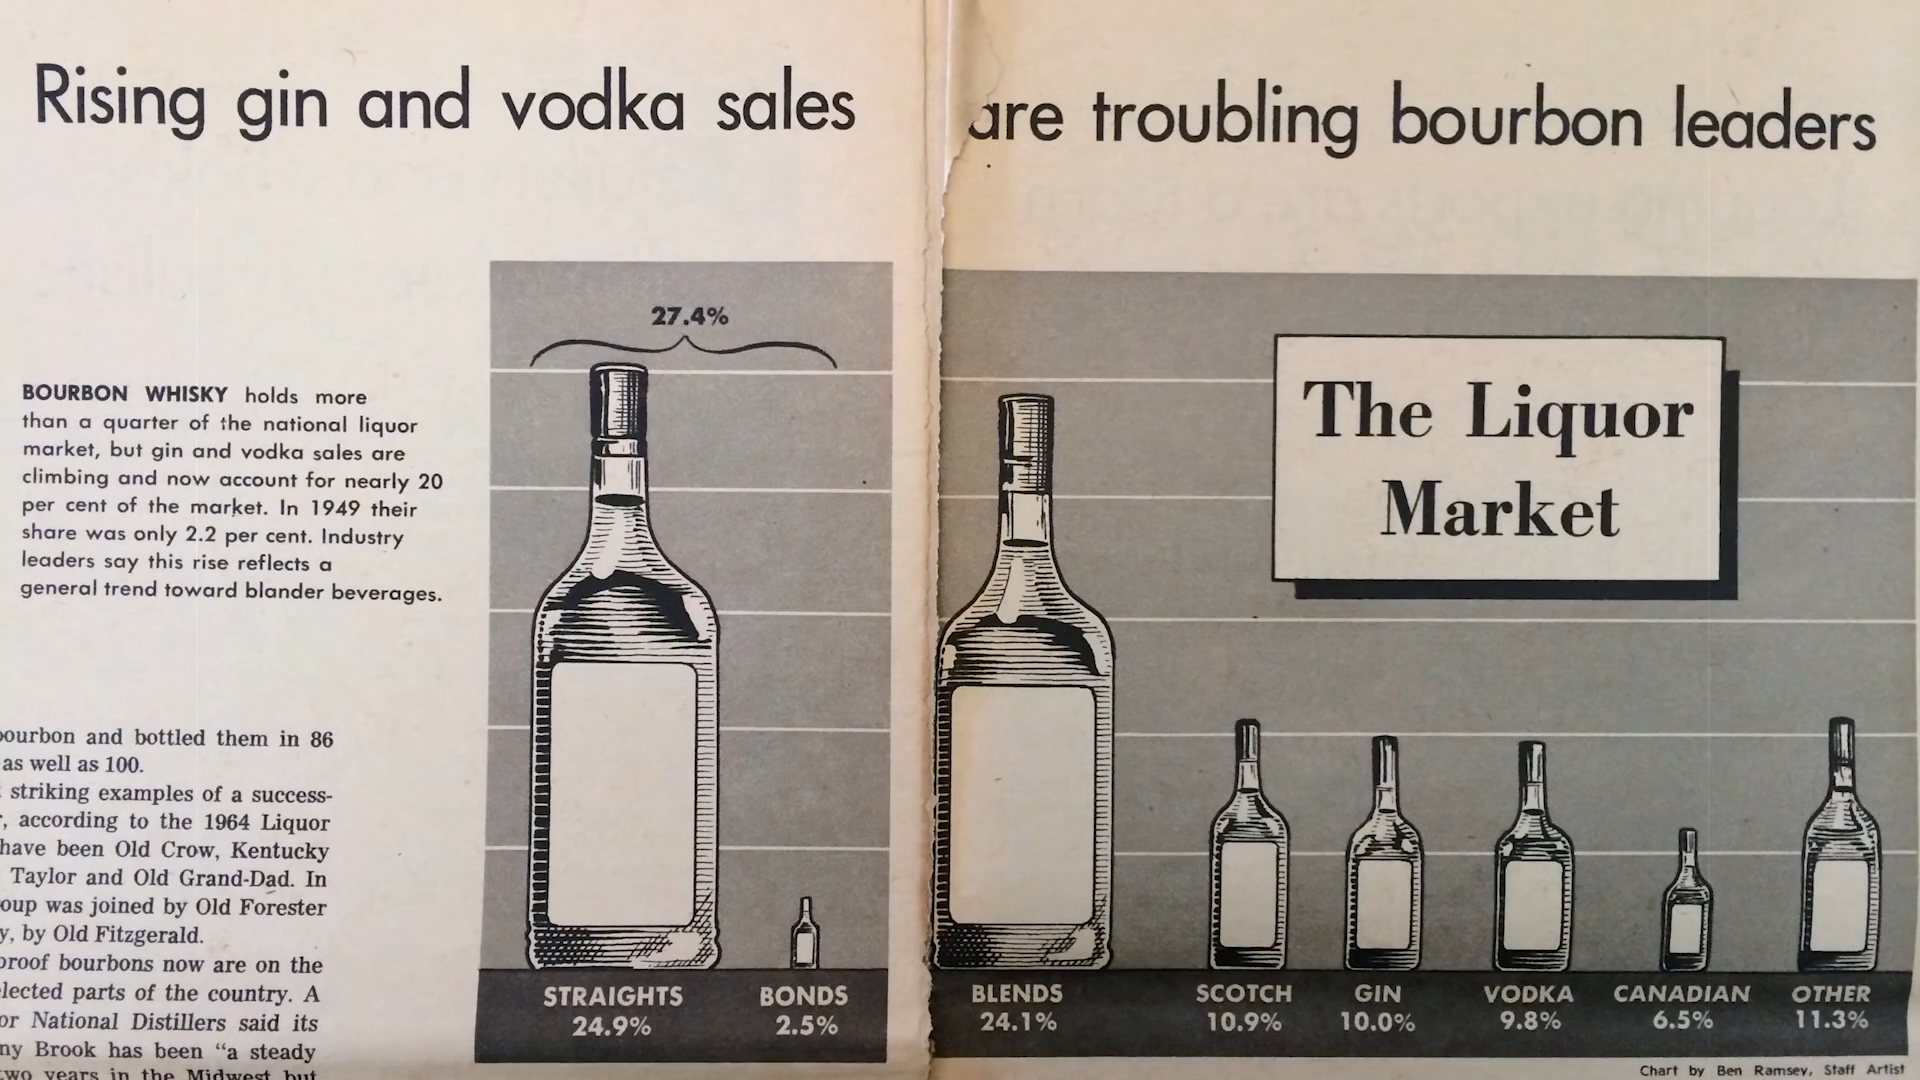 Rising gin and vodka sales are troubling bourbon leaders
BOURBON WHISKY holds more
than a quarter of the national liquor
market, but gin and vodka sales are
climbing and now account for nearly 20
per cent of the market. In 1949 their
share was only 2.2 per cent. Industry
leaders say this rise reflects a
general trend toward blander beverages.
bourbon and bottled them in 86
as well as 100.
striking examples of a success-
according to the 1964 Liquor
have been Old Crow, Kentucky
Taylor and Old Grand-Dad. In
oup was joined by Old Forester
y, by Old Fitzgerald.
proof bourbons now are on the
lected parts of the country. A
or National Distillers said its
ny Brook has been “a steady
two years in the Midwest but
27.4%
The Liquor
Market
STRAIGHTS
24.9%
BONDS
2.5%
BLENDS
24.1%
SCOTCH
10.9%
GIN
10.0%
VODKA
9.8%
CANADIAN
6.5%
OTHER
11.3%
Chart by Ben Ramsey, Staff Artist